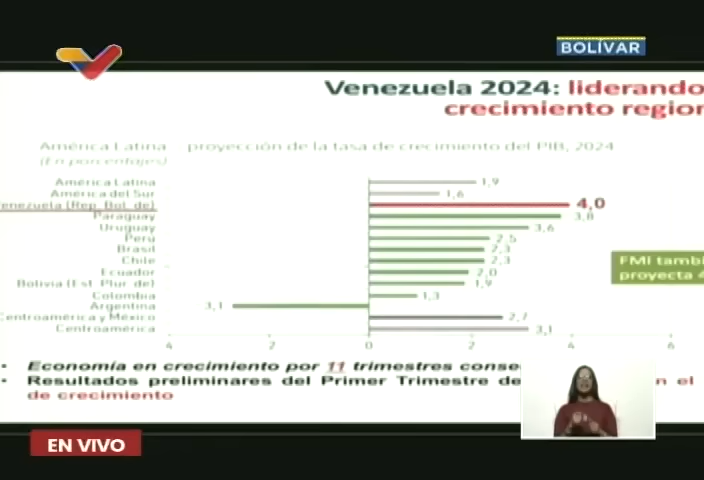 BOLÍVAR
Venezuela 2024: liderando
crecimiento region
América Latina proyección de la tasa de crecimiento del PIB, 2024
(En porcentajes)
América Latina 1,9
América del Sur 1,6
enezuela (Rep. Bol. de) 4,0
Paraguay 3,8
Uruguay 3,6
Perú 2,5
Brasil 2,3
Chile 2,3
Ecuador 2,0
Bolivia (Est. Plur. de) 1,9
Colombia 1,3
Argentina 3,1
Centroamérica y México 2,7
Centroamérica 3,1
4 2 0 2 4 6
FMI tambi
proyecta 4
• Economía en crecimiento por 11 trimestres conse
• Resultados preliminares del Primer Trimestre de n el
de crecimiento
EN VIVO